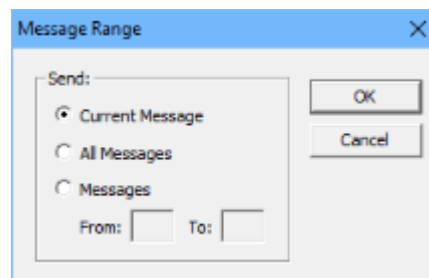 Message Range
Send:
Current Message
All Messages
Messages
From: To:
OK
Cancel